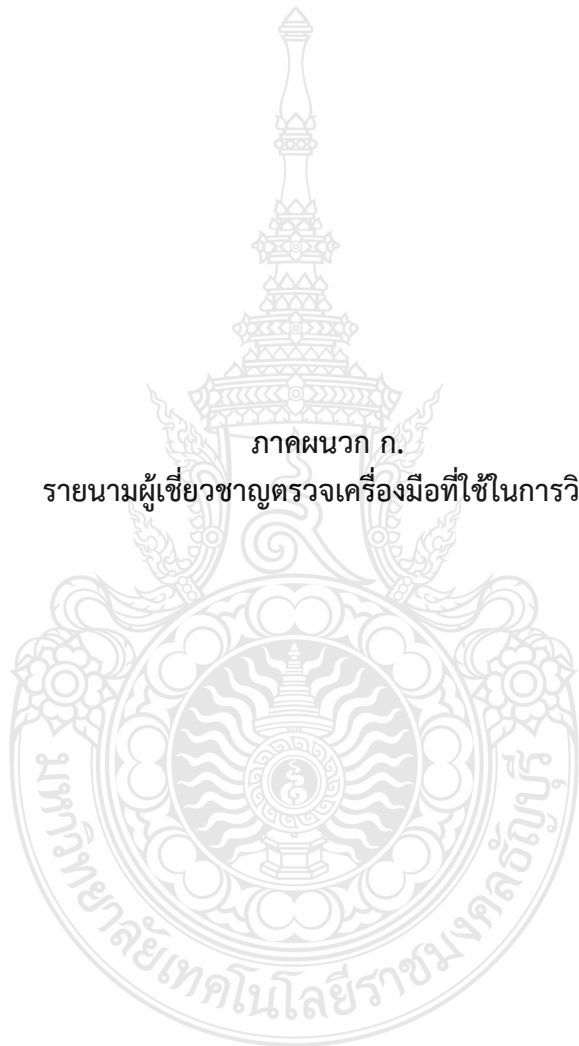 ภาคผนวก ก.
รายนามผู้เชี่ยวชาญตรวจเครื่องมือที่ใช้ในการวิ
มหาวิทยาลัยเทคโนโลยีราชมงคลธัญบุรี